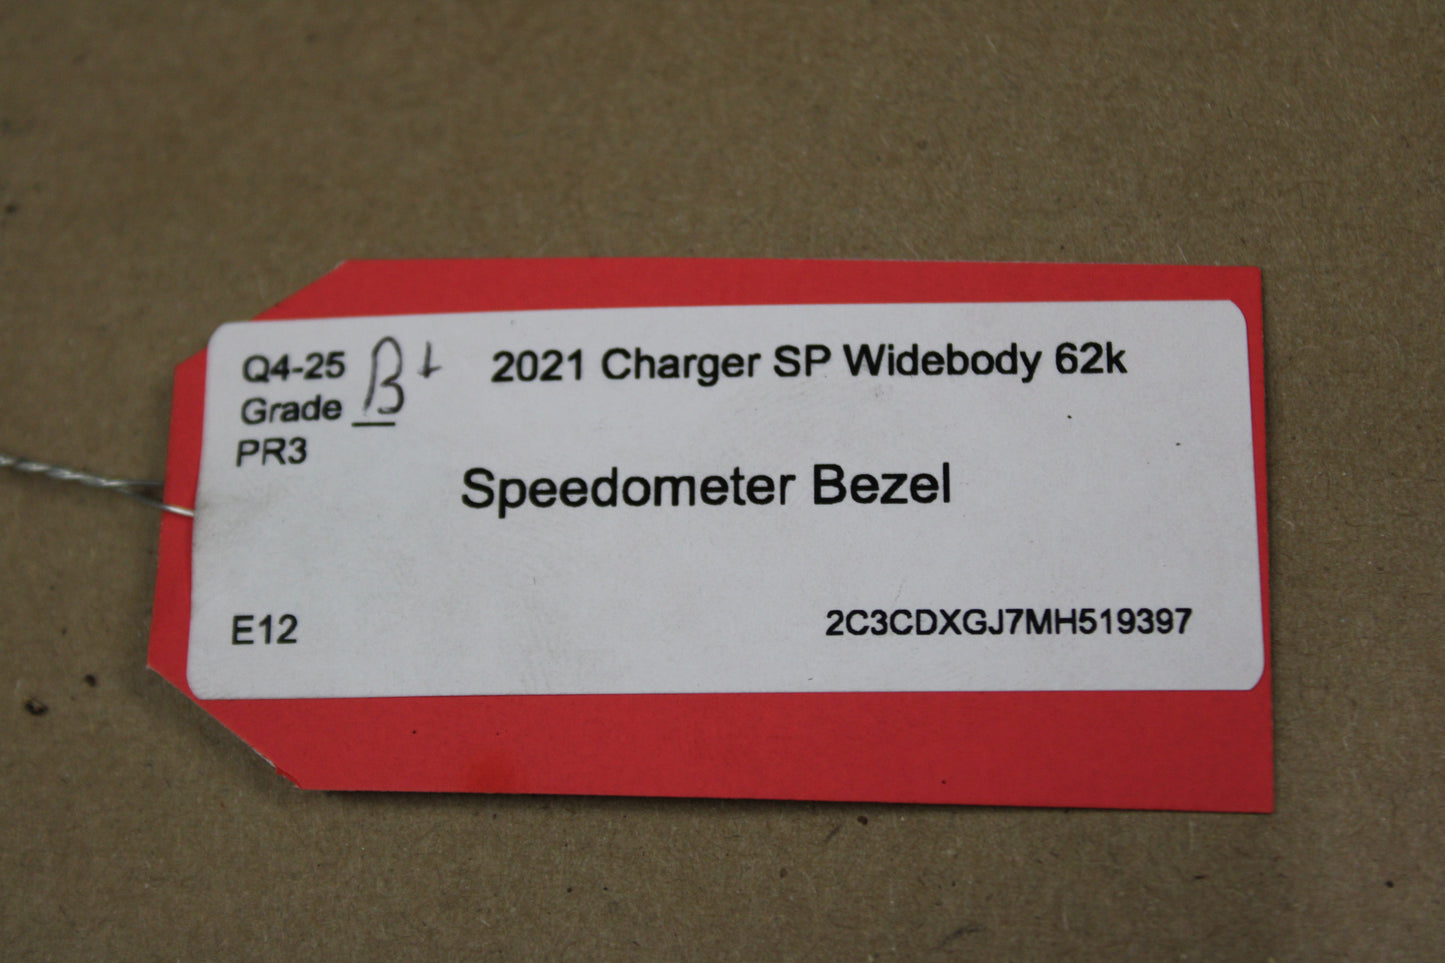 Q4-25
Grade B+
PR3
2021 Charger SP Widebody 62k
Speedometer Bezel
E12
2C3CDXGJ7MH519397